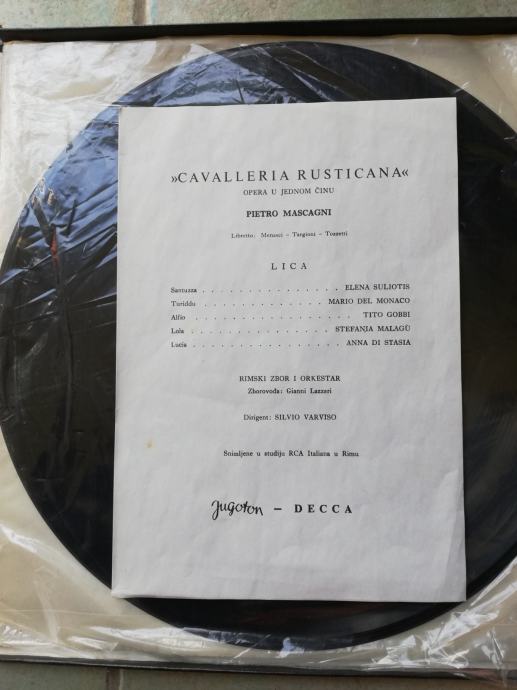 »CAVALLERIA RUSTICANA«
OPERA U JEDNOM ČINU
PIETRO MASCAGNI
Libretto: Menasci – Targioni – Tozzetti
LICA
Santuzza . . . . . . . . . . . . . . . ELENA SULIOTIS
Turiddu . . . . . . . . . . . . . MARIO DEL MONACO
Alfio . . . . . . . . . . . . . . . . . TITO GOBBI
Lola . . . . . . . . . . . . . . . STEFANJA MALAGÙ
Lucia . . . . . . . . . . . . . . . . ANNA DI STASIA
RIMSKI ZBOR I ORKESTAR
Zborovođa: Gianni Lazzari
Dirigent: SILVIO VARVISO
Snimljene u studiju RCA Italiana u Rimu
Jugoton – DECCA